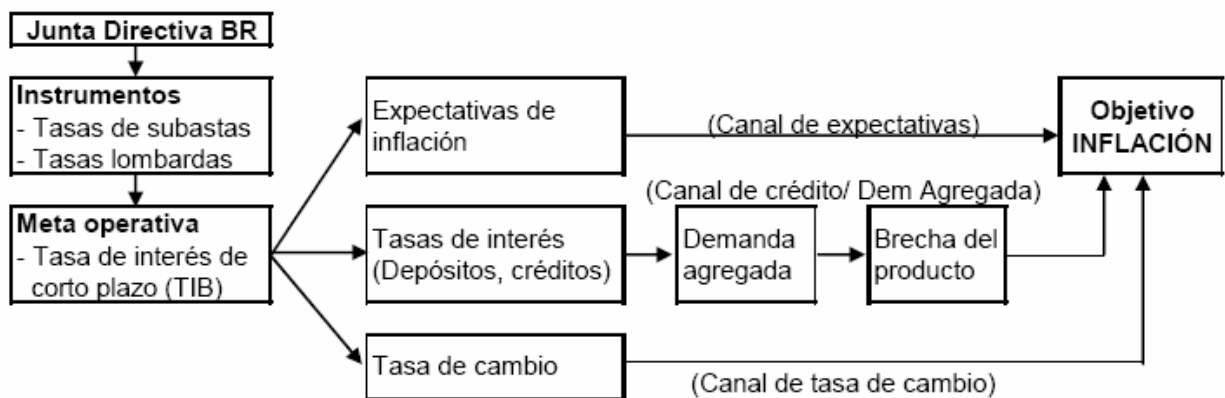 Junta Directiva BR
Instrumentos
- Tasas de subastas
- Tasas lombardas
Meta operativa
- Tasa de interés de
corto plazo (TIB)
Expectativas de
inflación
(Canal de expectativas)
Objetivo
INFLACIÓN
(Canal de crédito/ Dem Agregada)
Tasas de interés
(Depósitos, créditos)
Demanda
agregada
Brecha del
producto
Tasa de cambio
(Canal de tasa de cambio)